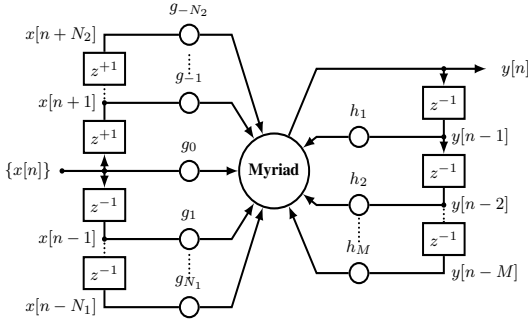 g_{-N_2}
x[n + N_2]
z^{+1}
g_{-1}
x[n + 1]
z^{+1}
g_0
{x[n]}
Myriad
z^{-1}
g_1
x[n − 1]
z^{-1}
g_{N_1}
x[n − N_1]
y[n]
z^{-1}
h_1
y[n − 1]
z^{-1}
h_2
y[n − 2]
h_M
z^{-1}
y[n − M]